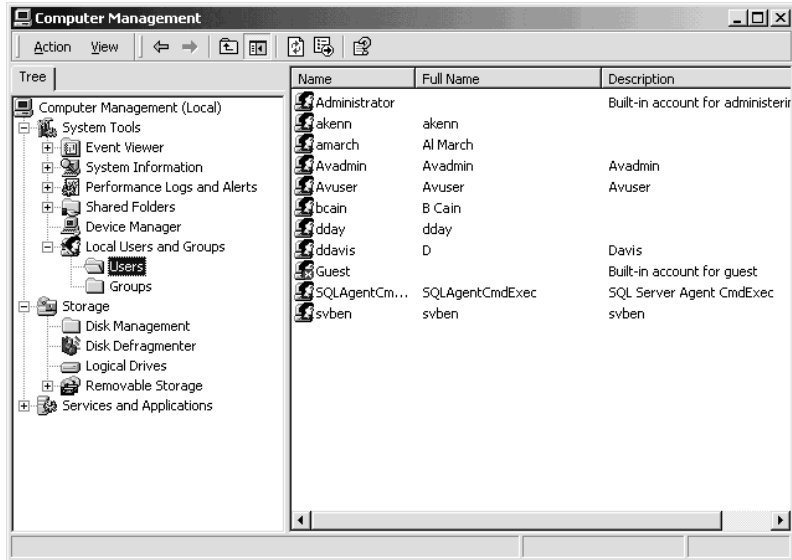 Computer Management
Action View
Tree
Computer Management (Local)
System Tools
Event Viewer
System Information
Performance Logs and Alerts
Shared Folders
Device Manager
Local Users and Groups
Users
Groups
Storage
Disk Management
Disk Defragmenter
Logical Drives
Removable Storage
Services and Applications
Name Full Name Description
Administrator Built-in account for administerin
akenn akenn
amarch Al March
Avadmin Avadmin Avadmin
Avuser Avuser Avuser
bcain B Cain
dday dday
ddavis D Davis
Guest Built-in account for guest
SQLAgentCm... SQLAgentCmdExec SQL Server Agent CmdExec
svben svben svben